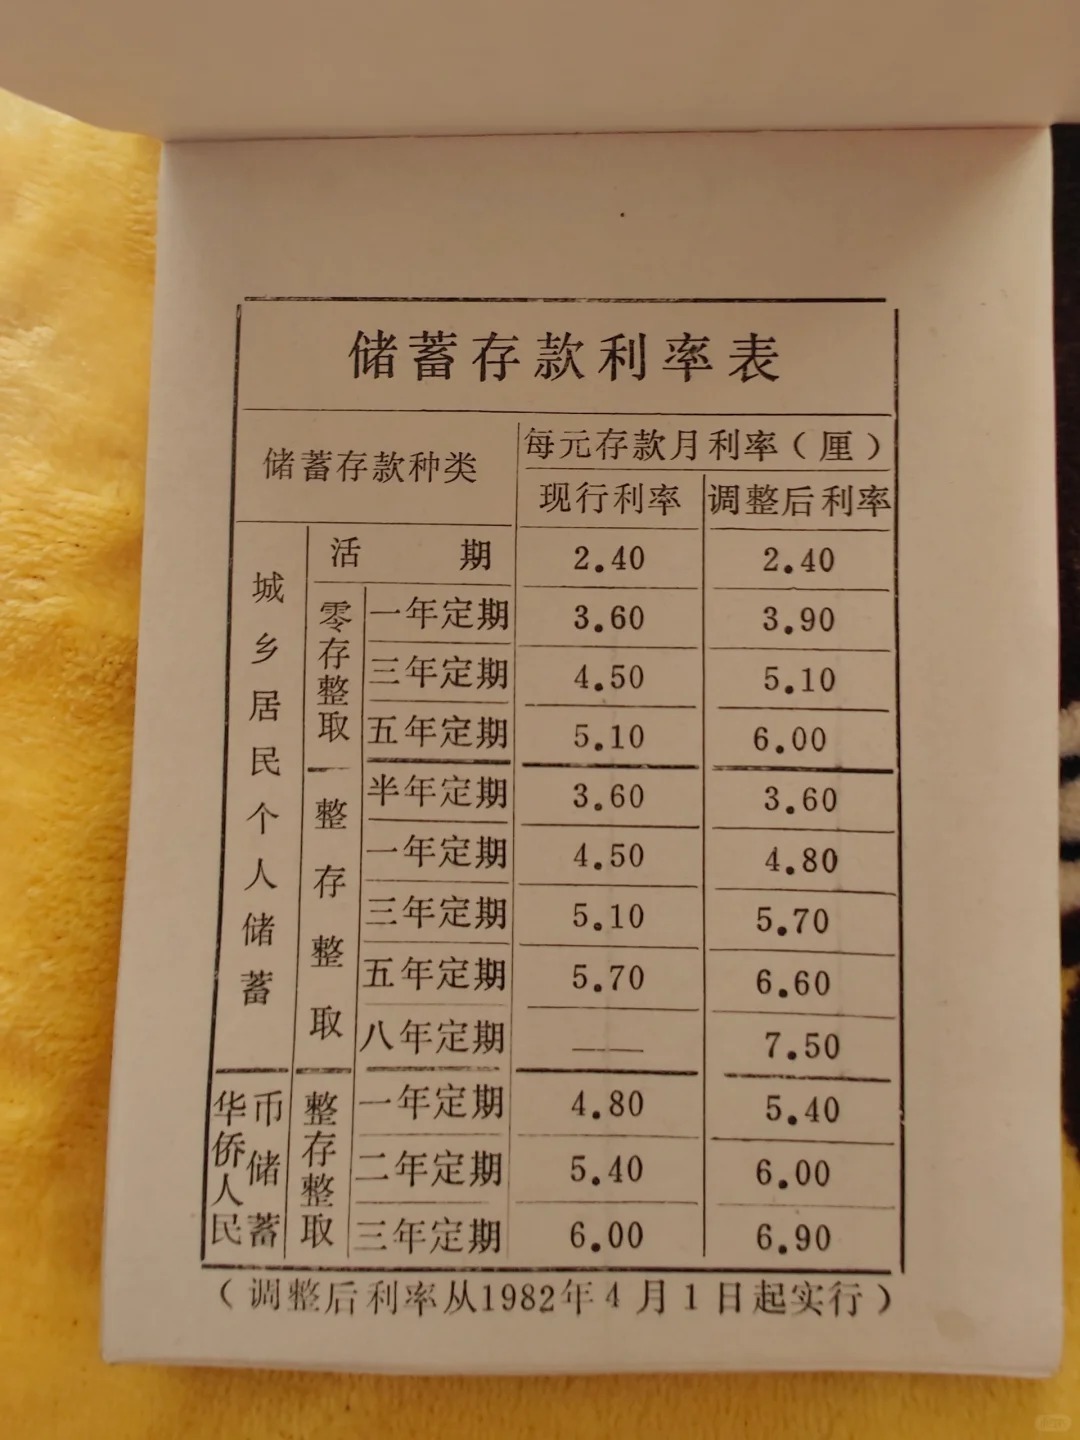 储蓄存款利率表
储蓄存款种类 每元存款月利率（厘）
现行利率 调整后利率
城乡居民个人储蓄
活期 2.40 2.40
零存整取
一年定期 3.60 3.90
三年定期 4.50 5.10
五年定期 5.10 6.00
整存整取
半年定期 3.60 3.60
一年定期 4.50 4.80
三年定期 5.10 5.70
五年定期 5.70 6.60
八年定期 —— 7.50
华侨人民币储蓄
整存整取
一年定期 4.80 5.40
二年定期 5.40 6.00
三年定期 6.00 6.90
（调整后利率从1982年4月1日起实行）